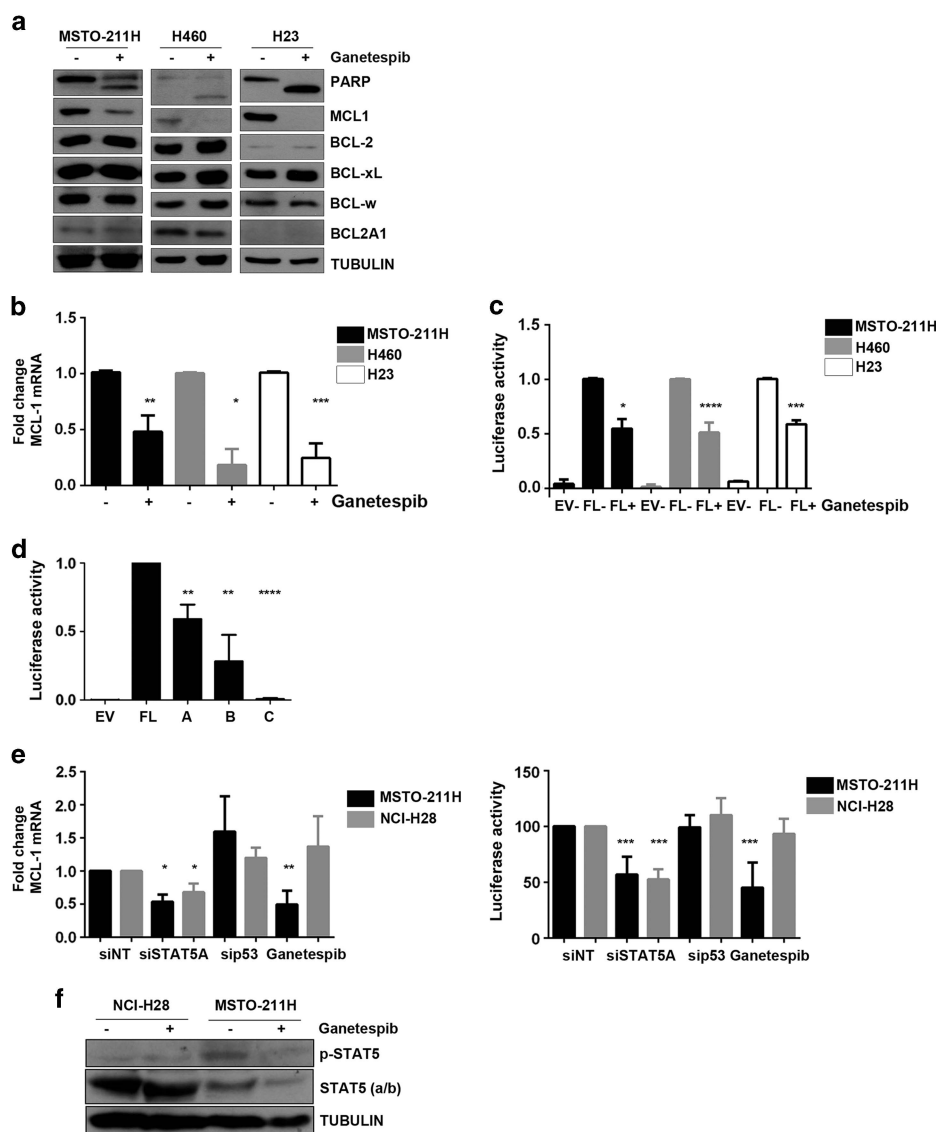 a
MSTO-211H H460 H23
- + - + - + Ganetespib
PARP
MCL1
BCL-2
BCL-xL
BCL-w
BCL2A1
TUBULIN
b
Fold change
MCL-1 mRNA
1.5
1.0
0.5
0.0
** * ***
- + - + - + Ganetespib
MSTO-211H
H460
H23
c
Luciferase activity
1.5
1.0
0.5
0.0
* **** ***
EV- FL- FL+ EV- FL- FL+ EV- FL- FL+ Ganetespib
MSTO-211H
H460
H23
d
Luciferase activity
1.0
0.5
0.0
** ** ****
EV FL A B C
e
Fold change
MCL-1 mRNA
2.5
2.0
1.5
1.0
0.5
0.0
* * **
siNT siSTAT5A sip53 Ganetespib
MSTO-211H
NCI-H28
Luciferase activity
150
100
50
0
*** *** ***
siNT siSTAT5A sip53 Ganetespib
MSTO-211H
NCI-H28
f
NCI-H28 MSTO-211H
- + - + Ganetespib
p-STAT5
STAT5 (a/b)
TUBULIN